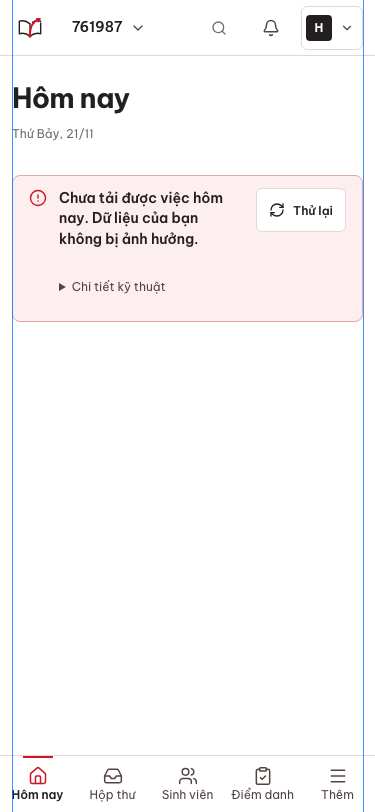 761987
H
Hôm nay
Thứ Bảy, 21/11
Chưa tải được việc hôm
nay. Dữ liệu của bạn
không bị ảnh hưởng.
Thử lại
Chi tiết kỹ thuật
Hôm nay
Hộp thư
Sinh viên
Điểm danh
Thêm